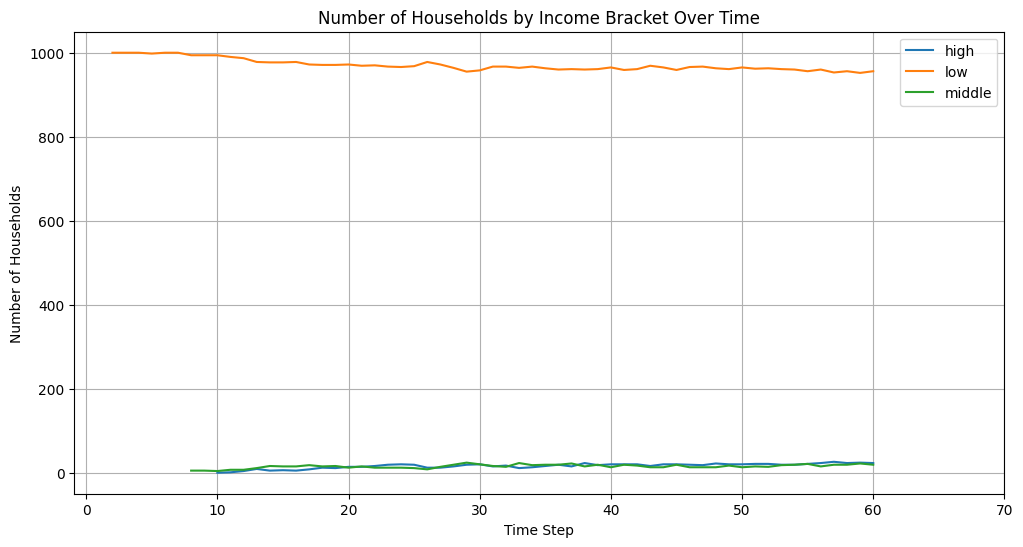 Number of Households by Income Bracket Over Time
high
low
middle
1000
800
600
400
200
0
Number of Households
0 10 20 30 40 50 60 70
Time Step